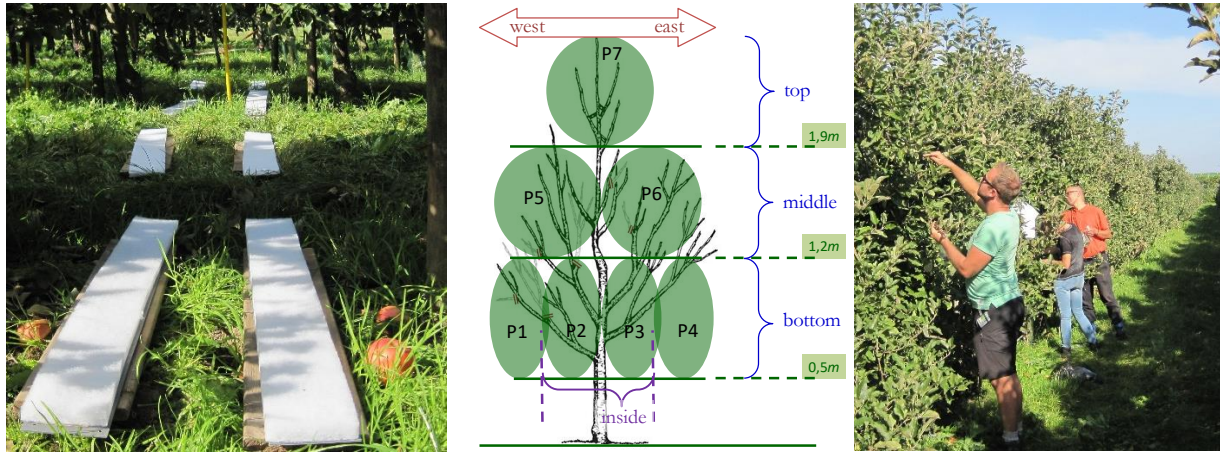 west east
P7
top
1,9m
P5 P6
middle
1,2m
P1 P2 P3 P4
bottom
0,5m
inside